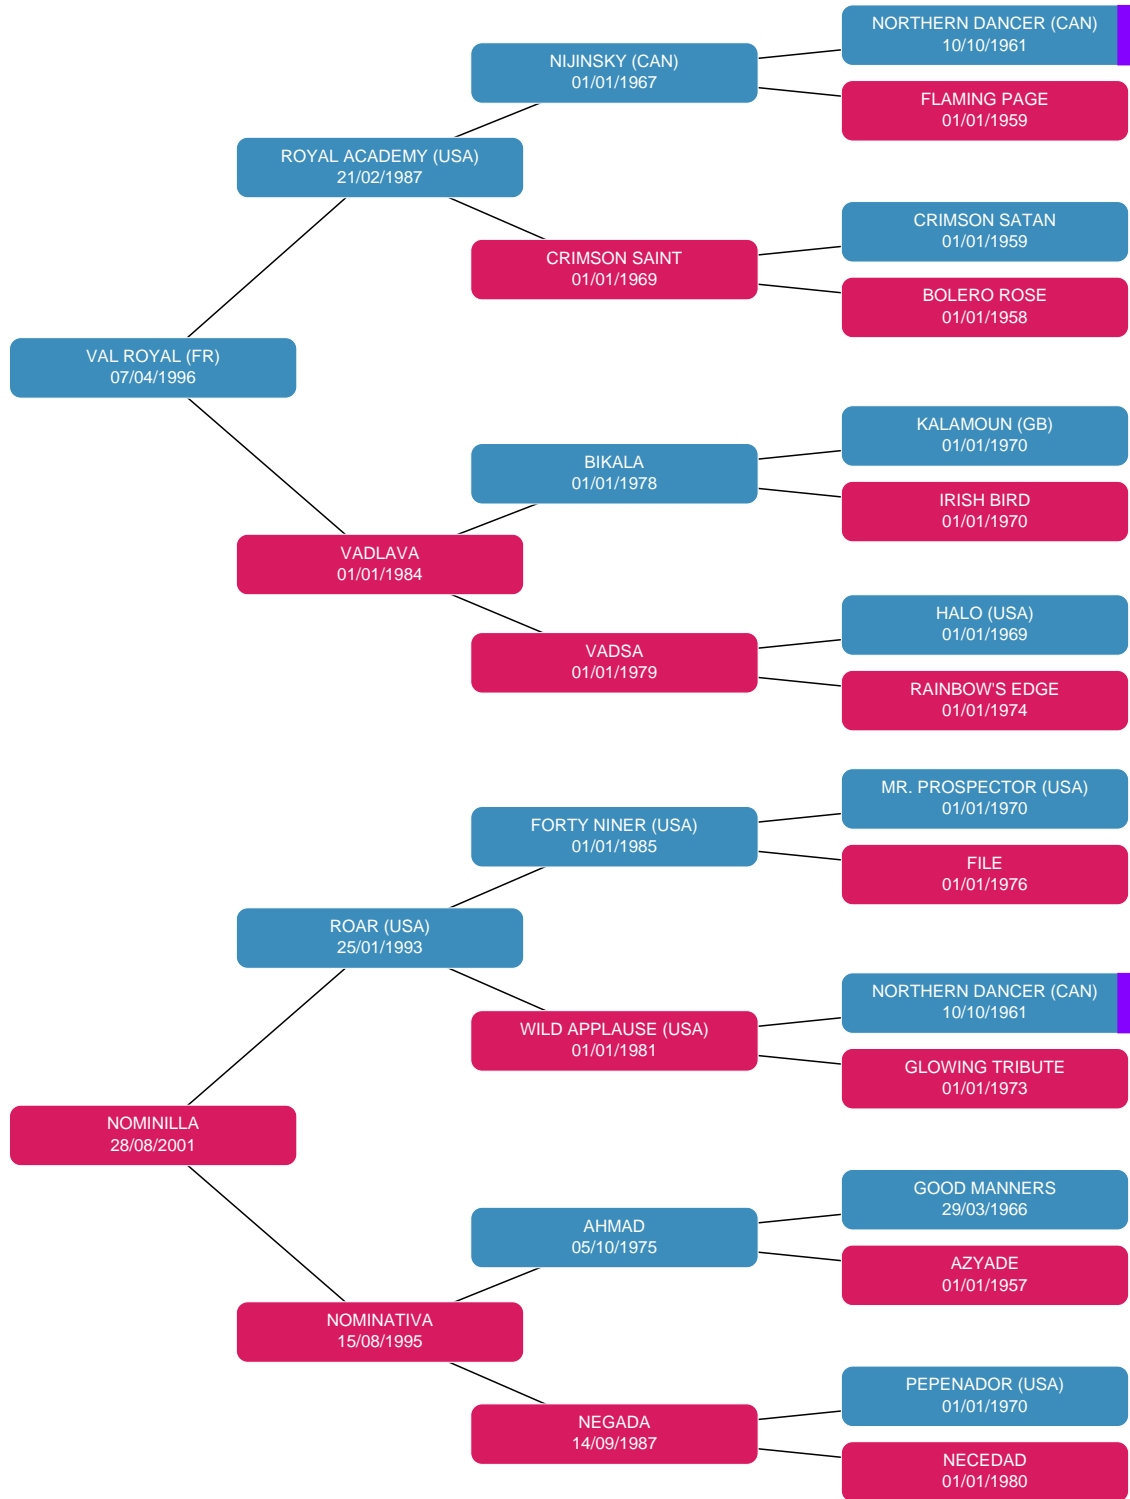 NORTHERN DANCER (CAN)
10/10/1961
NIJINSKY (CAN)
01/01/1967
FLAMING PAGE
01/01/1959
ROYAL ACADEMY (USA)
21/02/1987
CRIMSON SATAN
01/01/1959
CRIMSON SAINT
01/01/1969
BOLERO ROSE
01/01/1958
VAL ROYAL (FR)
07/04/1996
KALAMOUN (GB)
01/01/1970
BIKALA
01/01/1978
IRISH BIRD
01/01/1970
VADLAVA
01/01/1984
HALO (USA)
01/01/1969
VADSA
01/01/1979
RAINBOW'S EDGE
01/01/1974
MR. PROSPECTOR (USA)
01/01/1970
FORTY NINER (USA)
01/01/1985
FILE
01/01/1976
ROAR (USA)
25/01/1993
NORTHERN DANCER (CAN)
10/10/1961
WILD APPLAUSE (USA)
01/01/1981
GLOWING TRIBUTE
01/01/1973
NOMINILLA
28/08/2001
GOOD MANNERS
29/03/1966
AHMAD
05/10/1975
AZYADE
01/01/1957
NOMINATIVA
15/08/1995
PEPENADOR (USA)
01/01/1970
NEGADA
14/09/1987
NECEDAD
01/01/1980